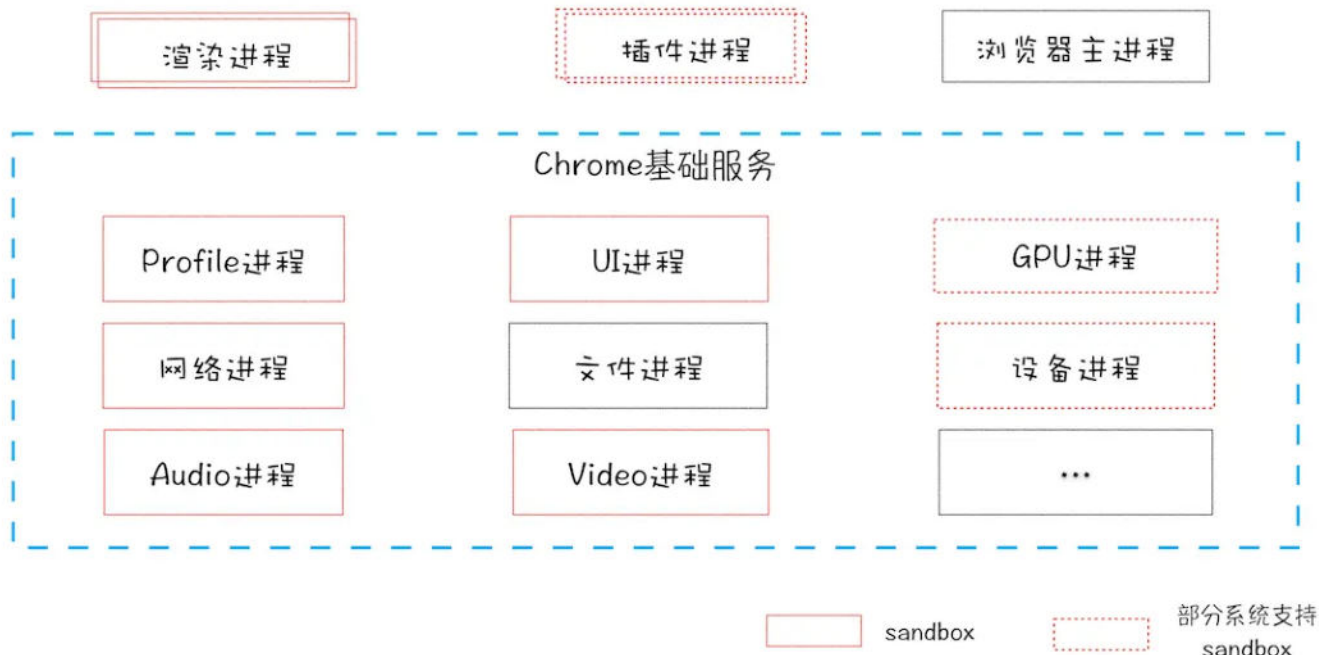 渲染进程
插件进程
浏览器主进程
Chrome基础服务
Profile进程
UI进程
GPU进程
网络进程
文件进程
设备进程
Audio进程
Video进程
...
sandbox
部分系统支持
sandbox